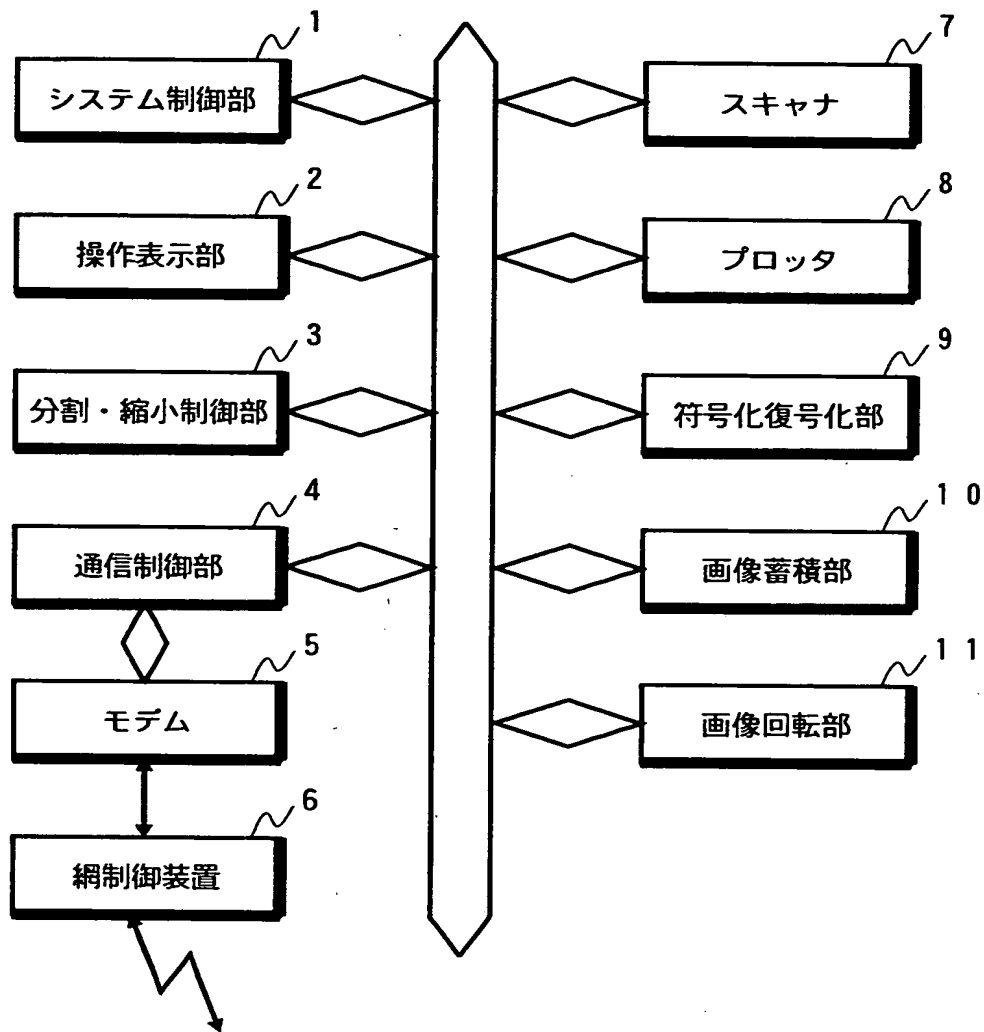 1
システム制御部
2
操作表示部
3
分割・縮小制御部
4
通信制御部
5
モデム
6
網制御装置
7
スキャナ
8
プロッタ
9
符号化復号化部
10
画像蓄積部
11
画像回転部